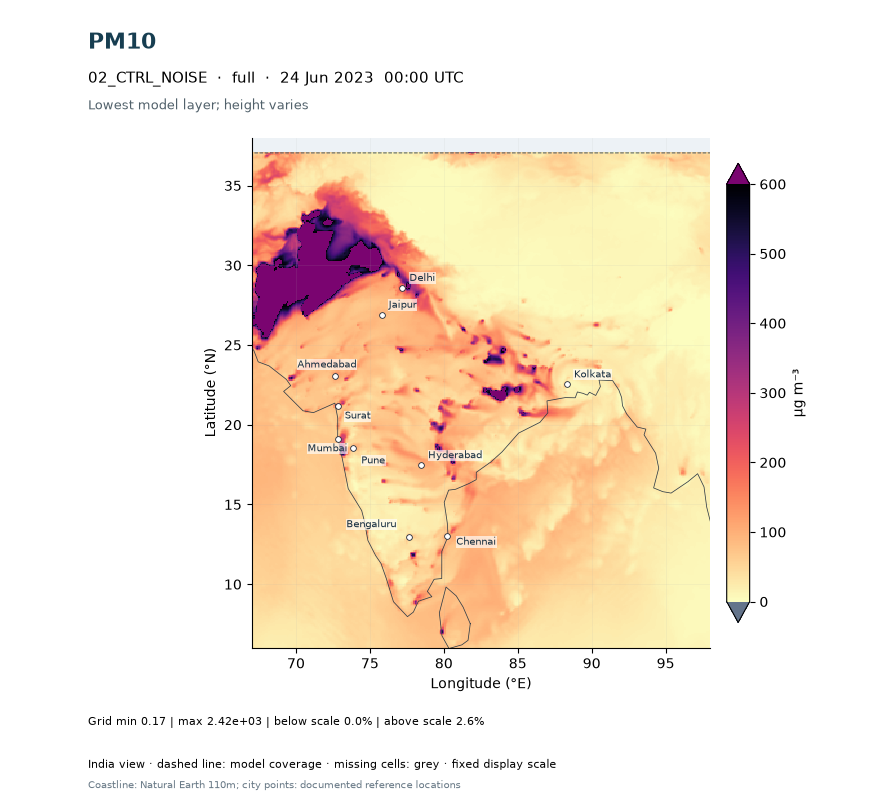 PM10
02_CTRL_NOISE · full · 24 Jun 2023 00:00 UTC
Lowest model layer; height varies
35
30
25
20
15
10
Latitude (°N)
Delhi
Jaipur
Ahmedabad
Kolkata
Surat
Mumbai
Pune
Hyderabad
Bengaluru
Chennai
70 75 80 85 90 95
Longitude (°E)
600
500
400
300
200
100
0
µg m⁻³
Grid min 0.17 | max 2.42e+03 | below scale 0.0% | above scale 2.6%
India view · dashed line: model coverage · missing cells: grey · fixed display scale
Coastline: Natural Earth 110m; city points: documented reference locations